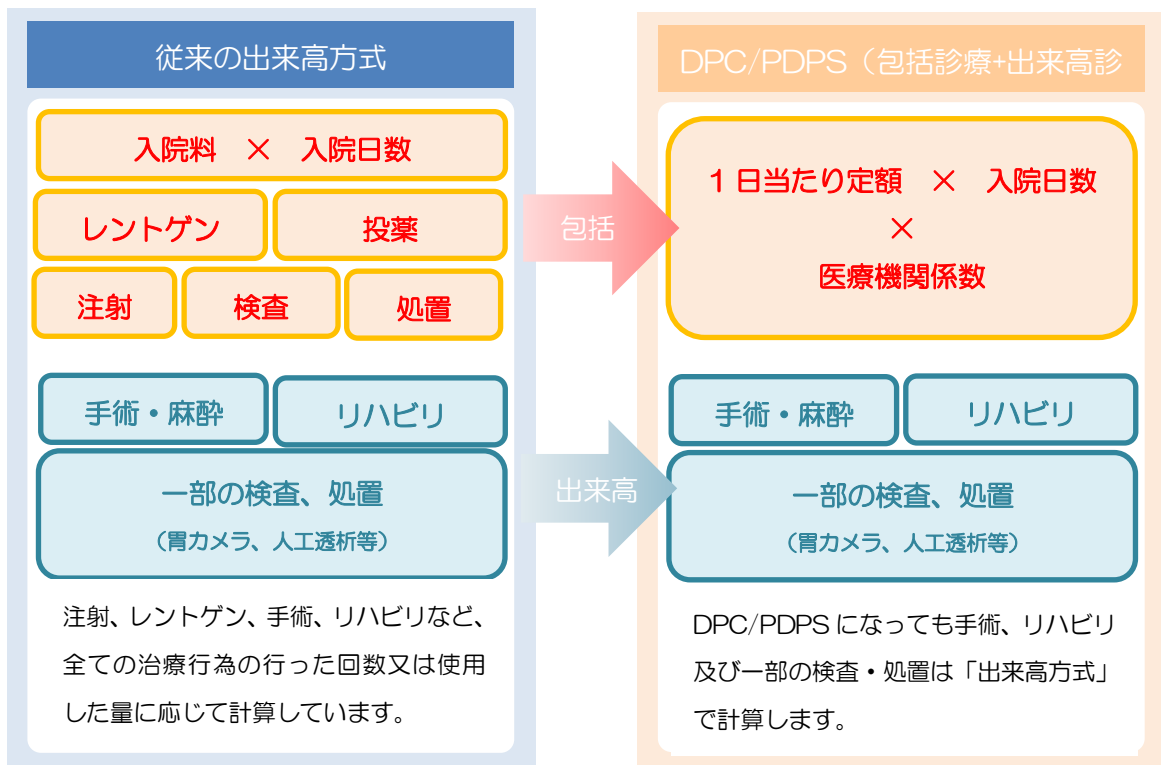 従来の出来高方式
入院料 × 入院日数
レントゲン
投薬
注射
検査
処置
手術・麻酔
リハビリ
一部の検査、処置
（胃カメラ、人工透析等）
注射、レントゲン、手術、リハビリなど、
全ての治療行為の行った回数又は使用
した量に応じて計算しています。
包括
出来高
DPC/PDPS（包括診療+出来高診
1日当たり定額 × 入院日数
×
医療機関係数
手術・麻酔
リハビリ
一部の検査、処置
（胃カメラ、人工透析等）
DPC/PDPSになっても手術、リハビリ
及び一部の検査・処置は「出来高方式」
で計算します。